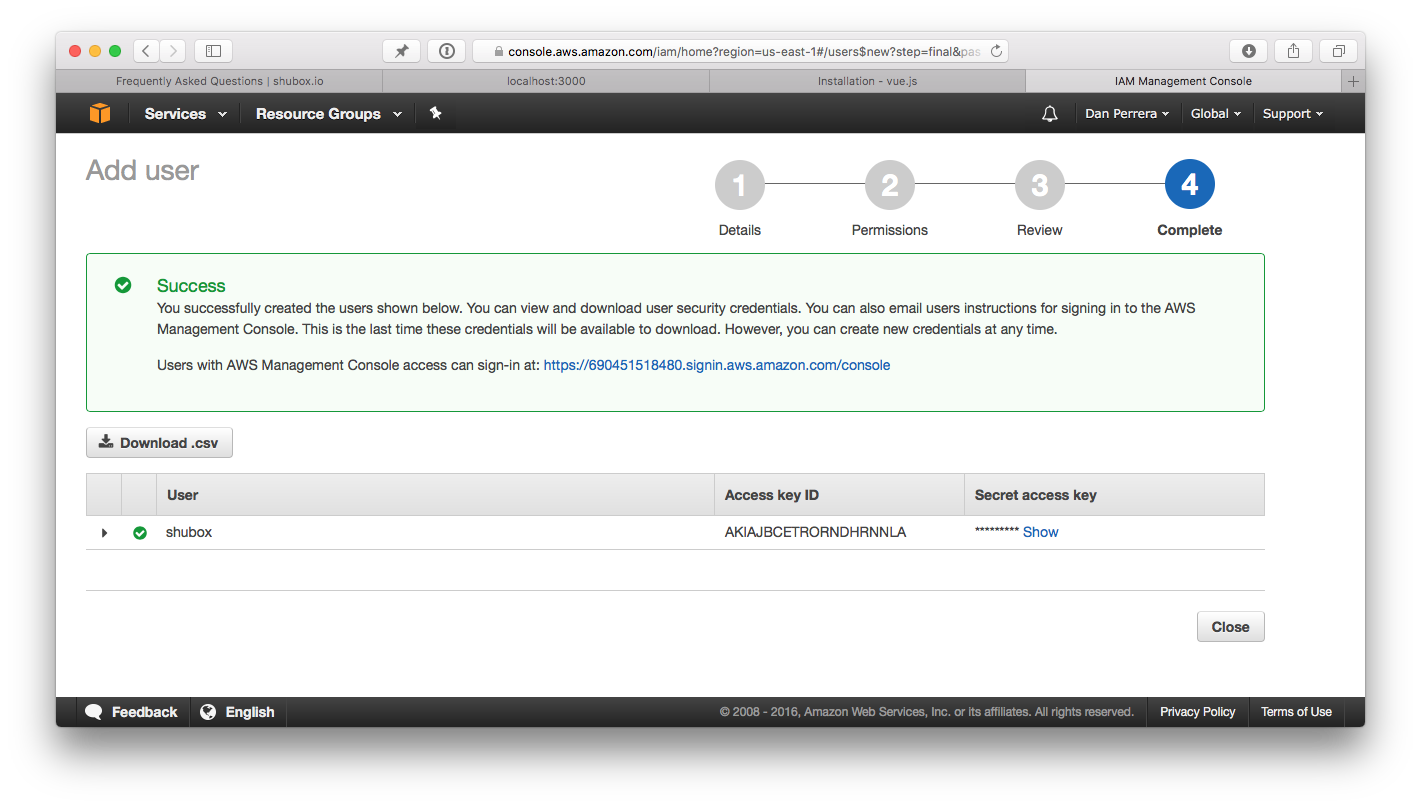 console.aws.amazon.com/iam/home?region=us-east-1#/users$new?step=final&pas
Frequently Asked Questions | shubox.io
localhost:3000
Installation - vue.js
IAM Management Console
Services
Resource Groups
Dan Perrera
Global
Support
Add user
1
2
3
4
Details
Permissions
Review
Complete
Success
You successfully created the users shown below. You can view and download user security credentials. You can also email users instructions for signing in to the AWS
Management Console. This is the last time these credentials will be available to download. However, you can create new credentials at any time.
Users with AWS Management Console access can sign-in at: https://690451518480.signin.aws.amazon.com/console
Download .csv
User
Access key ID
Secret access key
shubox
AKIAJBCETRORNDHRNNLA
********* Show
Close
Feedback
English
© 2008 - 2016, Amazon Web Services, Inc. or its affiliates. All rights reserved.
Privacy Policy
Terms of Use